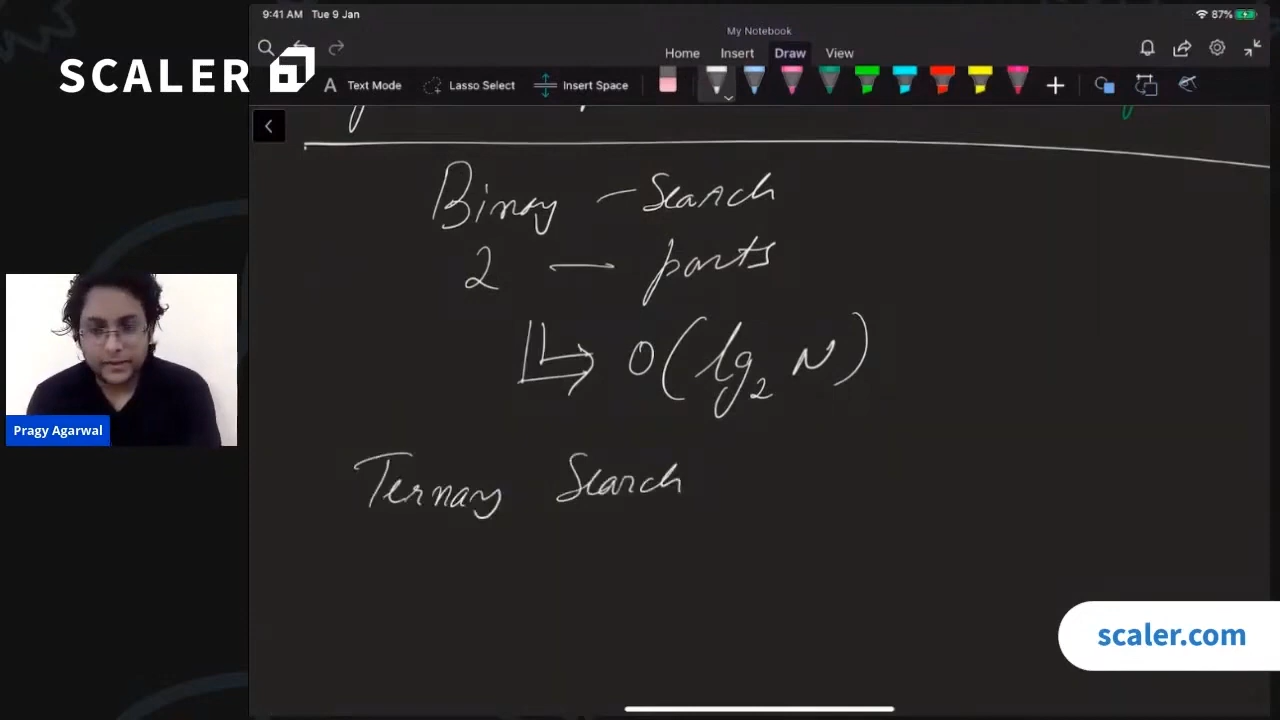 9:41 AM Tue 9 Jan
87%
My Notebook
Home Insert Draw View
SCALER
A Text Mode Lasso Select Insert Space
Binary - Search
2 — parts
O(lg₂ N)
Pragy Agarwal
Ternary Search
scaler.com